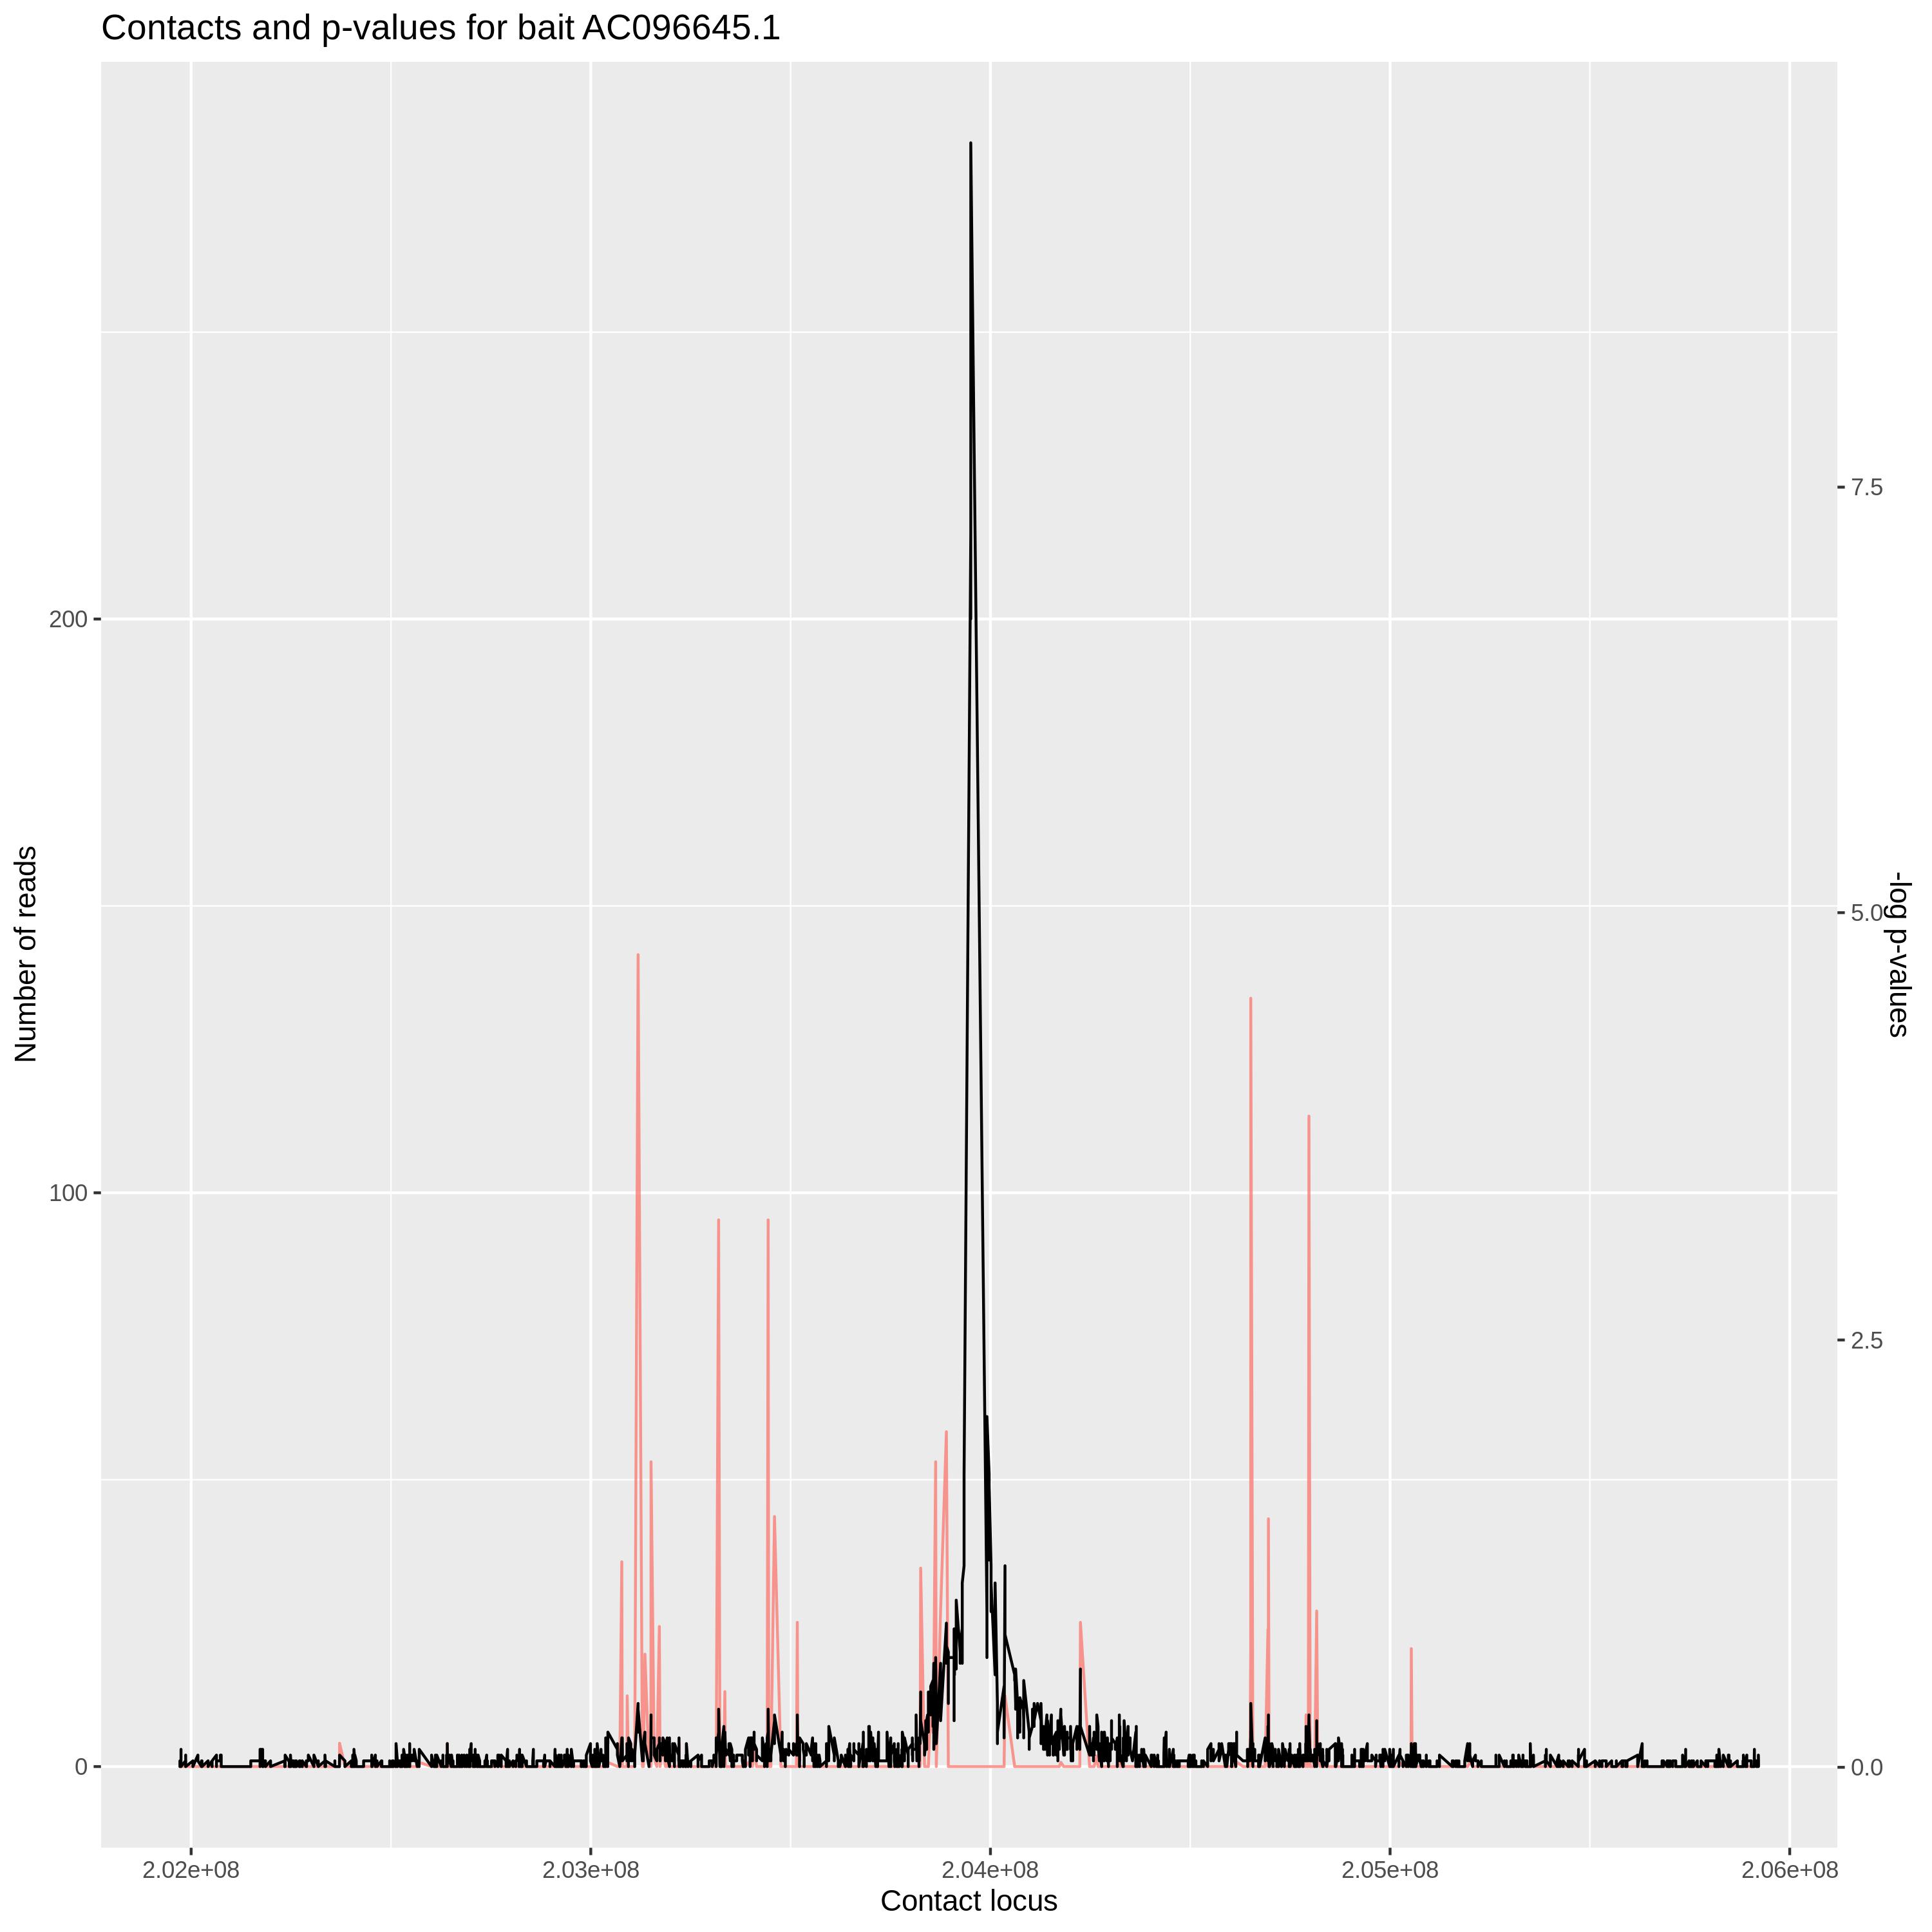 Contacts and p-values for bait AC096645.1
Number of reads
200
100
0
7.5
5.0
2.5
0.0
-log p-values
2.02e+08 2.03e+08 2.04e+08 2.05e+08 2.06e+08
Contact locus